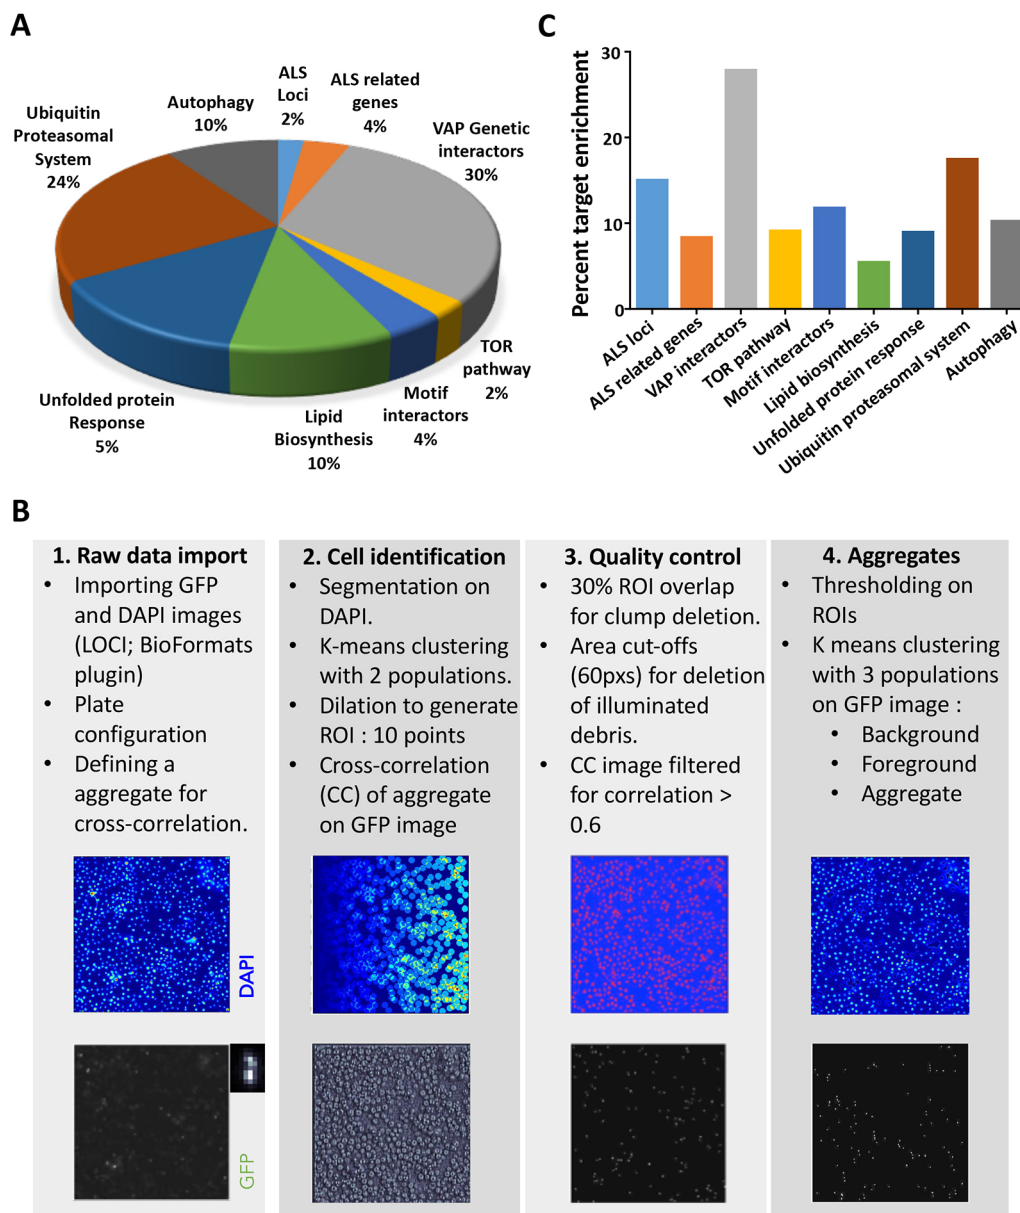 A
ALS
Loci
2%
ALS related
genes
4%
VAP Genetic
interactors
30%
TOR
pathway
2%
Motif
interactors
4%
Lipid
Biosynthesis
10%
Unfolded protein
Response
5%
Ubiquitin
Proteasomal
System
24%
Autophagy
10%
C
Percent target enrichment
30
20
10
0
ALS loci
ALS related genes
VAP interactors
TOR pathway
Motif interactors
Lipid biosynthesis
Unfolded protein response
Ubiquitin proteasomal system
Autophagy
B
1. Raw data import
• Importing GFP
and DAPI images
(LOCI; BioFormats
plugin)
• Plate
configuration
• Defining a
aggregate for
cross-correlation.
DAPI
GFP
2. Cell identification
• Segmentation on
DAPI.
• K-means clustering
with 2 populations.
• Dilation to generate
ROI : 10 points
• Cross-correlation
(CC) of aggregate
on GFP image
3. Quality control
• 30% ROI overlap
for clump deletion.
• Area cut-offs
(60pxs) for deletion
of illuminated
debris.
• CC image filtered
for correlation >
0.6
4. Aggregates
• Thresholding on
ROIs
• K means clustering
with 3 populations
on GFP image :
• Background
• Foreground
• Aggregate